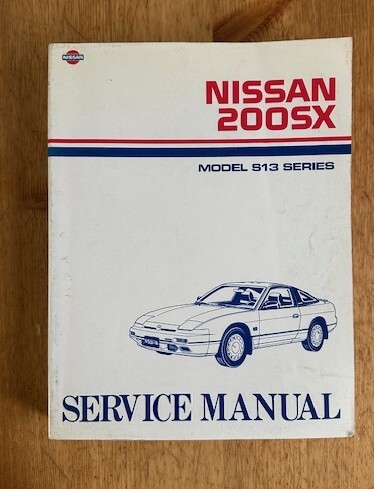 NISSAN
NISSAN
200SX
MODEL S13 SERIES
SERVICE MANUAL